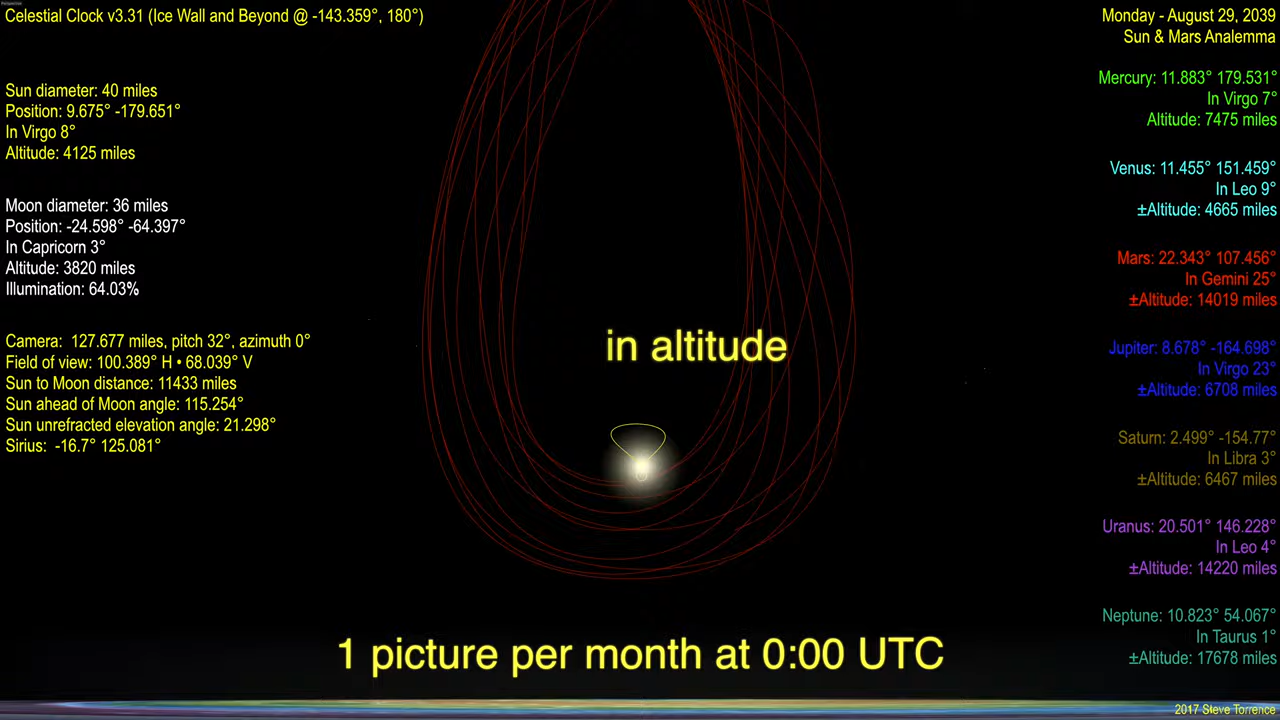 Perspective
Celestial Clock v3.31 (Ice Wall and Beyond @ -143.359°, 180°)
Sun diameter: 40 miles
Position: 9.675° -179.651°
In Virgo 8°
Altitude: 4125 miles
Moon diameter: 36 miles
Position: -24.598° -64.397°
In Capricorn 3°
Altitude: 3820 miles
Illumination: 64.03%
Camera:  127.677 miles, pitch 32°, azimuth 0°
Field of view: 100.389° H • 68.039° V
Sun to Moon distance: 11433 miles
Sun ahead of Moon angle: 115.254°
Sun unrefracted elevation angle: 21.298°
Sirius:  -16.7° 125.081°
Monday - August 29, 2039
Sun & Mars Analemma
Mercury: 11.883° 179.531°
In Virgo 7°
Altitude: 7475 miles
Venus: 11.455° 151.459°
In Leo 9°
±Altitude: 4665 miles
Mars: 22.343° 107.456°
In Gemini 25°
±Altitude: 14019 miles
Jupiter: 8.678° -164.698°
In Virgo 23°
±Altitude: 6708 miles
Saturn: 2.499° -154.77°
In Libra 3°
±Altitude: 6467 miles
Uranus: 20.501° 146.228°
In Leo 4°
±Altitude: 14220 miles
Neptune: 10.823° 54.067°
In Taurus 1°
±Altitude: 17678 miles
in altitude
1 picture per month at 0:00 UTC
2017 Steve Torrence